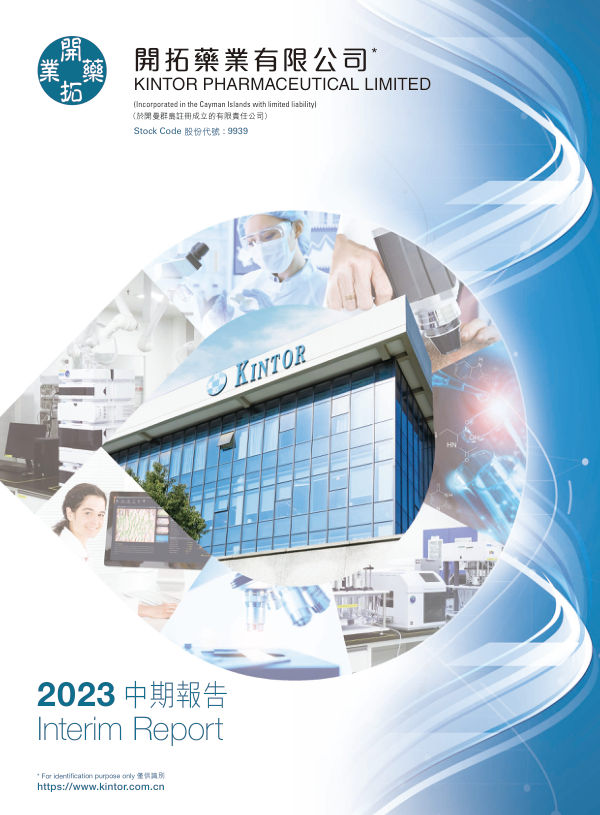 開拓藥業
開拓藥業有限公司*
KINTOR PHARMACEUTICAL LIMITED
(Incorporated in the Cayman Islands with limited liability)
(於開曼群島註冊成立的有限責任公司)
Stock Code 股份代號 : 9939
KINTOR
HN
2023 中期報告
Interim Report
* For identification purpose only 僅供識別
https://www.kintor.com.cn